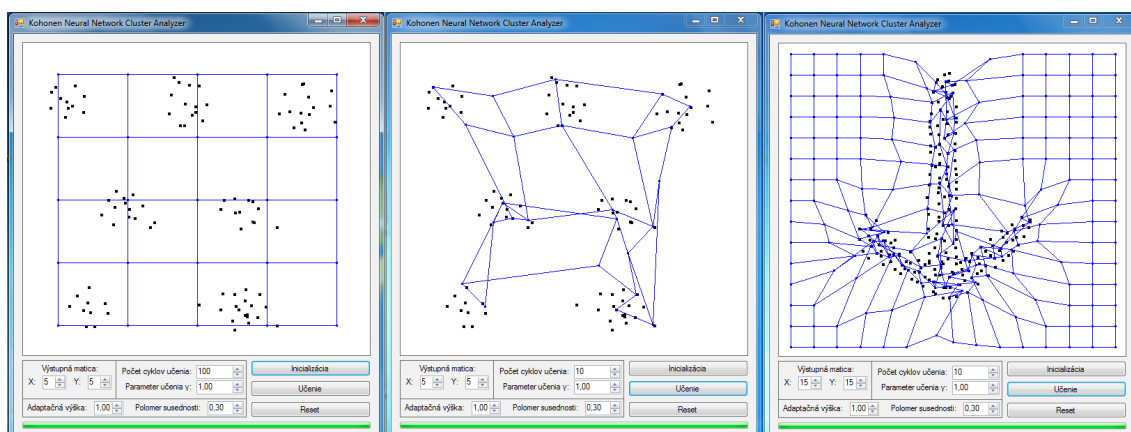 Kohonen Neural Network Cluster Analyzer
Výstupná matica:
X: 5 Y: 5
Počet cyklov učenia: 100
Parameter učenia γ: 1,00
Adaptačná výška: 1,00 Polomer susednosti: 0,30
Inicializácia
Učenie
Reset
Kohonen Neural Network Cluster Analyzer
Výstupná matica:
X: 5 Y: 5
Počet cyklov učenia: 10
Parameter učenia γ: 1,00
Adaptačná výška: 1,00 Polomer susednosti: 0,30
Inicializácia
Učenie
Reset
Kohonen Neural Network Cluster Analyzer
Výstupná matica:
X: 15 Y: 15
Počet cyklov učenia: 10
Parameter učenia γ: 1,00
Adaptačná výška: 1,00 Polomer susednosti: 0,30
Inicializácia
Učenie
Reset